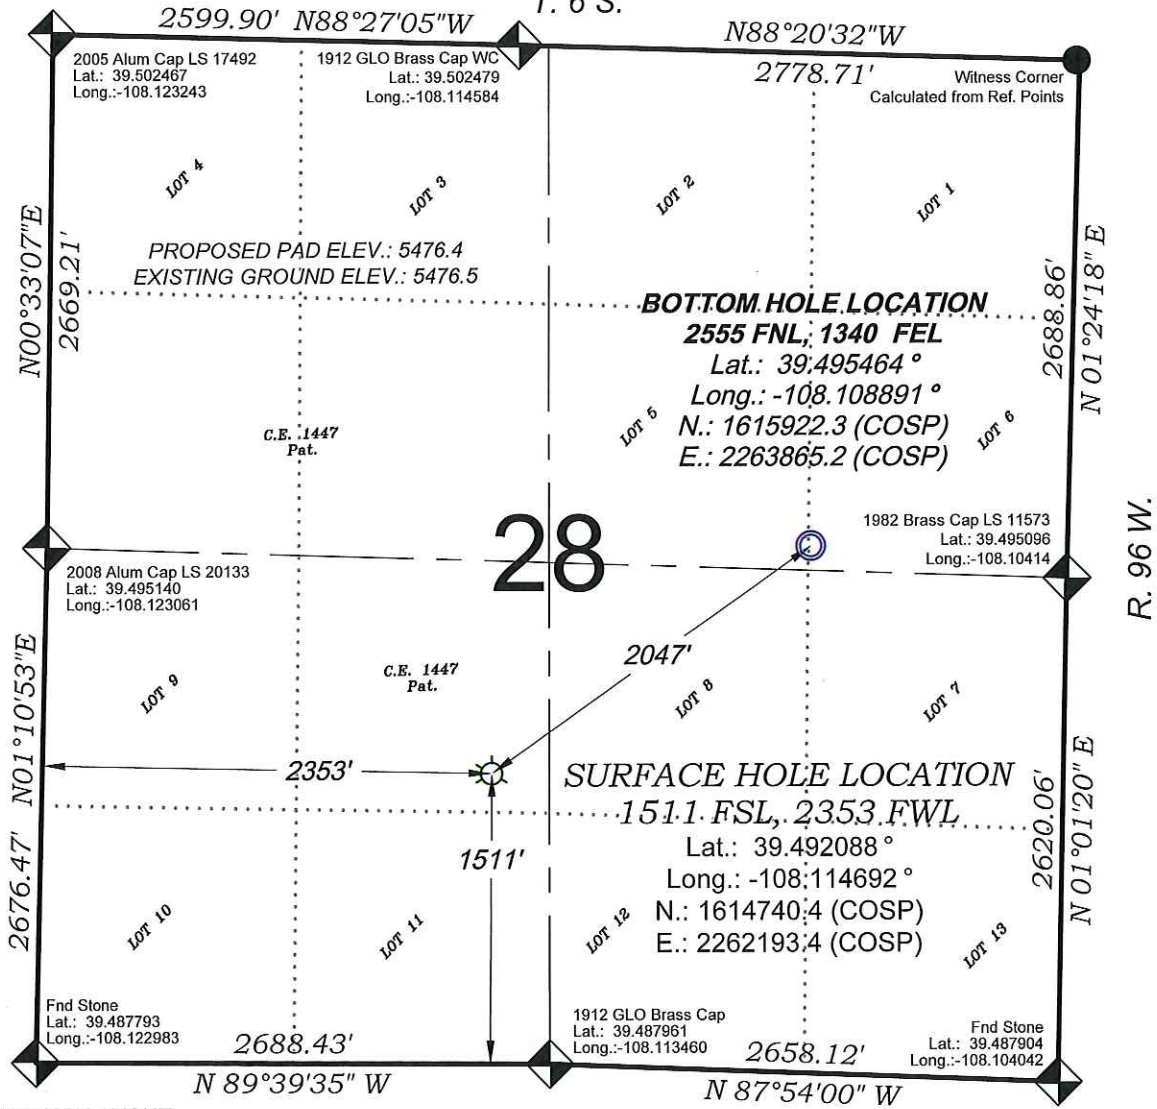 T. 6 S.
2599.90' N88°27'05"W
N88°20'32"W
2778.71'
2005 Alum Cap LS 17492
Lat.: 39.502467
Long.:-108.123243
1912 GLO Brass Cap WC
Lat.: 39.502479
Long.:-108.114584
Witness Corner
Calculated from Ref. Points
LOT 4
LOT 3
LOT 2
LOT 1
N00°33'07"E
2669.21'
PROPOSED PAD ELEV.: 5476.4
EXISTING GROUND ELEV.: 5476.5
2688.86'
N 01°24'18" E
BOTTOM HOLE LOCATION
2555 FNL, 1340 FEL
Lat.: 39.495464 °
Long.: -108.108891 °
N.: 1615922.3 (COSP)
E.: 2263865.2 (COSP)
LOT 5
LOT 6
C.E. 1447
Pat.
28
1982 Brass Cap LS 11573
Lat.: 39.495096
Long.:-108.10414
R. 96 W.
2008 Alum Cap LS 20133
Lat.: 39.495140
Long.:-108.123061
2047'
C.E. 1447
Pat.
LOT 9
LOT 8
LOT 7
2676.47' N01°10'53"E
2353'
SURFACE HOLE LOCATION
1511 FSL, 2353 FWL
Lat.: 39.492088 °
Long.: -108.114692 °
N.: 1614740.4 (COSP)
E.: 2262193.4 (COSP)
1511'
2620.06'
N 01°01'20" E
LOT 10
LOT 11
LOT 12
LOT 13
Fnd Stone
Lat.: 39.487793
Long.:-108.122983
1912 GLO Brass Cap
Lat.: 39.487961
Long.:-108.113460
Fnd Stone
Lat.: 39.487904
Long.:-108.104042
2688.43'
N 89°39'35" W
2658.12'
N 87°54'00" W